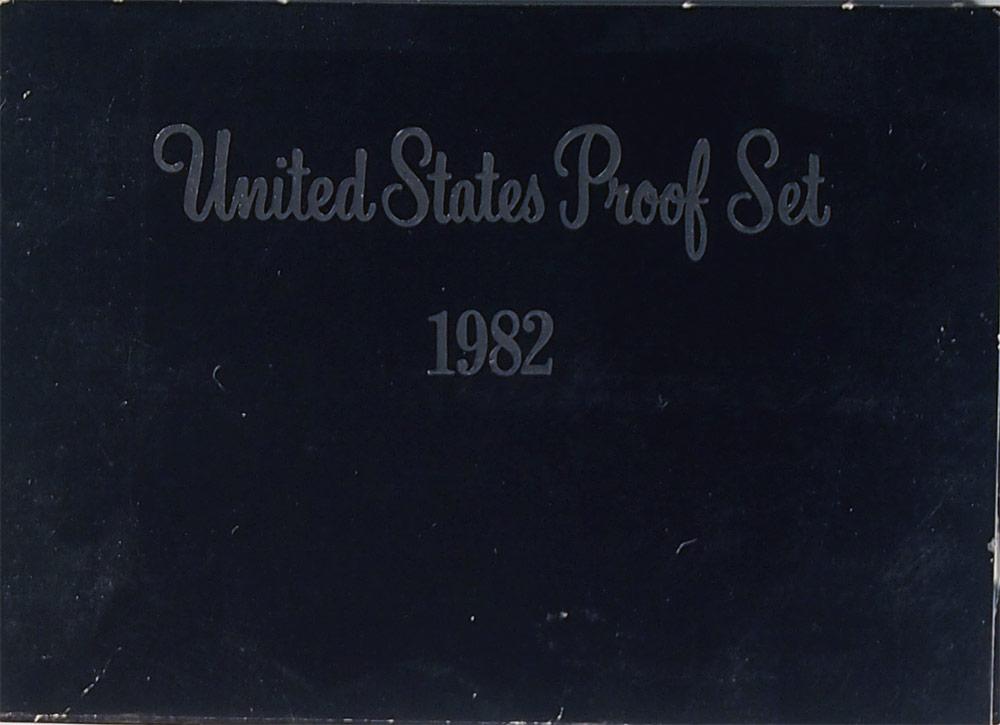 United States Proof Set
1982